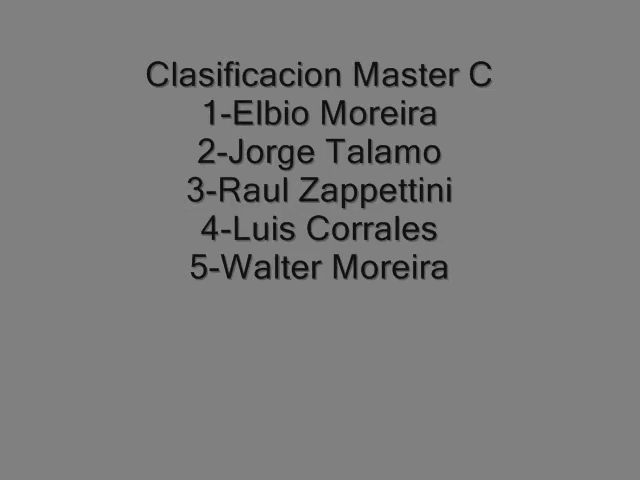 Clasificacion Master C
1-Elbio Moreira
2-Jorge Talamo
3-Raul Zappettini
4-Luis Corrales
5-Walter Moreira